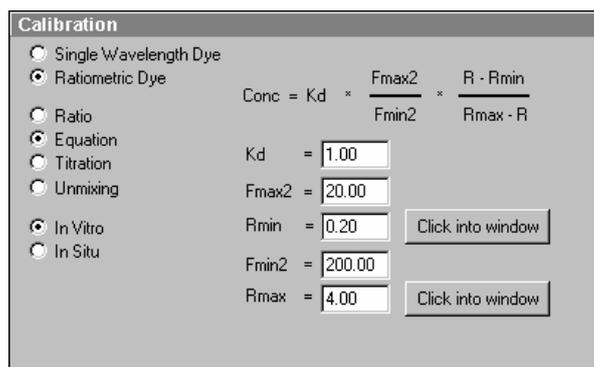 Calibration
Single Wavelength Dye
Ratiometric Dye
Ratio
Equation
Titration
Unmixing
In Vitro
In Situ
Conc = Kd * Fmax2 / Fmin2 * R - Rmin / Rmax - R
Kd = 1.00
Fmax2 = 20.00
Rmin = 0.20 Click into window
Fmin2 = 200.00
Rmax = 4.00 Click into window